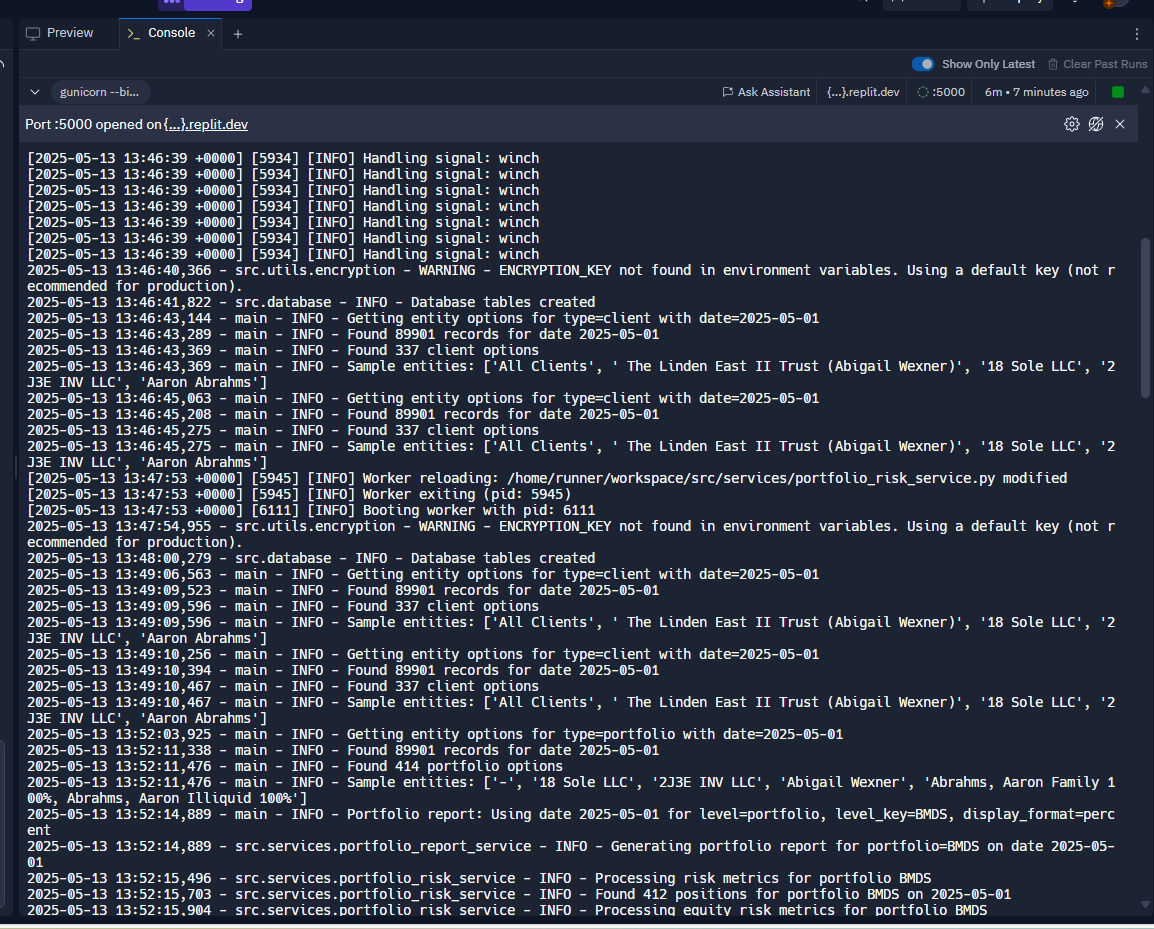 Preview
Console
Show Only Latest
Clear Past Runs
gunicorn --bi...
Ask Assistant
{...}.replit.dev
:5000
6m • 7 minutes ago
Port :5000 opened on {...}.replit.dev
[2025-05-13 13:46:39 +0000] [5934] [INFO] Handling signal: winch
[2025-05-13 13:46:39 +0000] [5934] [INFO] Handling signal: winch
[2025-05-13 13:46:39 +0000] [5934] [INFO] Handling signal: winch
[2025-05-13 13:46:39 +0000] [5934] [INFO] Handling signal: winch
[2025-05-13 13:46:39 +0000] [5934] [INFO] Handling signal: winch
[2025-05-13 13:46:39 +0000] [5934] [INFO] Handling signal: winch
[2025-05-13 13:46:39 +0000] [5934] [INFO] Handling signal: winch
2025-05-13 13:46:40,366 - src.utils.encryption - WARNING - ENCRYPTION_KEY not found in environment variables. Using a default key (not r
ecommended for production).
2025-05-13 13:46:41,822 - src.database - INFO - Database tables created
2025-05-13 13:46:43,144 - main - INFO - Getting entity options for type=client with date=2025-05-01
2025-05-13 13:46:43,289 - main - INFO - Found 89901 records for date 2025-05-01
2025-05-13 13:46:43,369 - main - INFO - Found 337 client options
2025-05-13 13:46:43,369 - main - INFO - Sample entities: ['All Clients', ' The Linden East II Trust (Abigail Wexner)', '18 Sole LLC', '2
J3E INV LLC', 'Aaron Abrahms']
2025-05-13 13:46:45,063 - main - INFO - Getting entity options for type=client with date=2025-05-01
2025-05-13 13:46:45,208 - main - INFO - Found 89901 records for date 2025-05-01
2025-05-13 13:46:45,275 - main - INFO - Found 337 client options
2025-05-13 13:46:45,275 - main - INFO - Sample entities: ['All Clients', ' The Linden East II Trust (Abigail Wexner)', '18 Sole LLC', '2
J3E INV LLC', 'Aaron Abrahms']
[2025-05-13 13:47:53 +0000] [5945] [INFO] Worker reloading: /home/runner/workspace/src/services/portfolio_risk_service.py modified
[2025-05-13 13:47:53 +0000] [5945] [INFO] Worker exiting (pid: 5945)
[2025-05-13 13:47:53 +0000] [6111] [INFO] Booting worker with pid: 6111
2025-05-13 13:47:54,955 - src.utils.encryption - WARNING - ENCRYPTION_KEY not found in environment variables. Using a default key (not r
ecommended for production).
2025-05-13 13:48:00,279 - src.database - INFO - Database tables created
2025-05-13 13:49:06,563 - main - INFO - Getting entity options for type=client with date=2025-05-01
2025-05-13 13:49:09,523 - main - INFO - Found 89901 records for date 2025-05-01
2025-05-13 13:49:09,596 - main - INFO - Found 337 client options
2025-05-13 13:49:09,596 - main - INFO - Sample entities: ['All Clients', ' The Linden East II Trust (Abigail Wexner)', '18 Sole LLC', '2
J3E INV LLC', 'Aaron Abrahms']
2025-05-13 13:49:10,256 - main - INFO - Getting entity options for type=client with date=2025-05-01
2025-05-13 13:49:10,394 - main - INFO - Found 89901 records for date 2025-05-01
2025-05-13 13:49:10,467 - main - INFO - Found 337 client options
2025-05-13 13:49:10,467 - main - INFO - Sample entities: ['All Clients', ' The Linden East II Trust (Abigail Wexner)', '18 Sole LLC', '2
J3E INV LLC', 'Aaron Abrahms']
2025-05-13 13:52:03,925 - main - INFO - Getting entity options for type=portfolio with date=2025-05-01
2025-05-13 13:52:11,338 - main - INFO - Found 89901 records for date 2025-05-01
2025-05-13 13:52:11,476 - main - INFO - Found 414 portfolio options
2025-05-13 13:52:11,476 - main - INFO - Sample entities: ['-', '18 Sole LLC', '2J3E INV LLC', 'Abigail Wexner', 'Abrahms, Aaron Family 1
00%, Abrahms, Aaron Illiquid 100%']
2025-05-13 13:52:14,889 - main - INFO - Portfolio report: Using date 2025-05-01 for level=portfolio, level_key=BMDS, display_format=perc
ent
2025-05-13 13:52:14,889 - src.services.portfolio_report_service - INFO - Generating portfolio report for portfolio=BMDS on date 2025-05-
01
2025-05-13 13:52:15,496 - src.services.portfolio_risk_service - INFO - Processing risk metrics for portfolio BMDS
2025-05-13 13:52:15,703 - src.services.portfolio_risk_service - INFO - Found 412 positions for portfolio BMDS on 2025-05-01
2025-05-13 13:52:15,904 - src.services.portfolio_risk_service - INFO - Processing equity risk metrics for portfolio BMDS